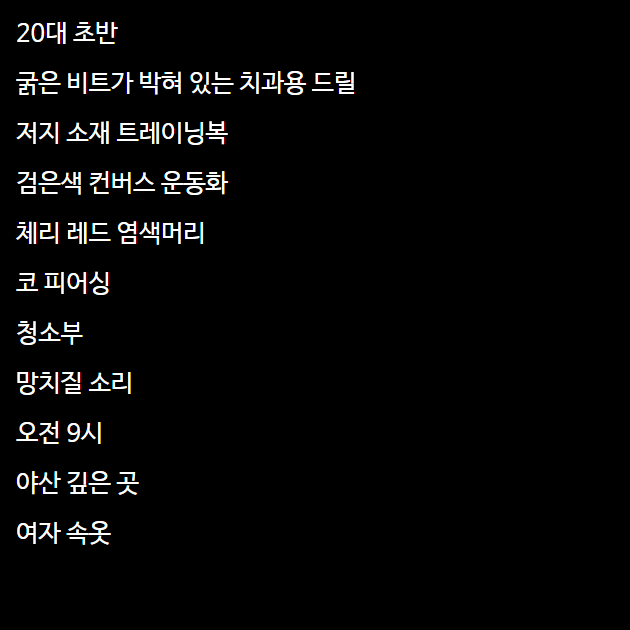 20대 초반
굵은 비트가 박혀 있는 치과용 드릴
저지 소재 트레이닝복
검은색 컨버스 운동화
체리 레드 염색머리
코 피어싱
청소부
망치질 소리
오전 9시
야산 깊은 곳
여자 속옷